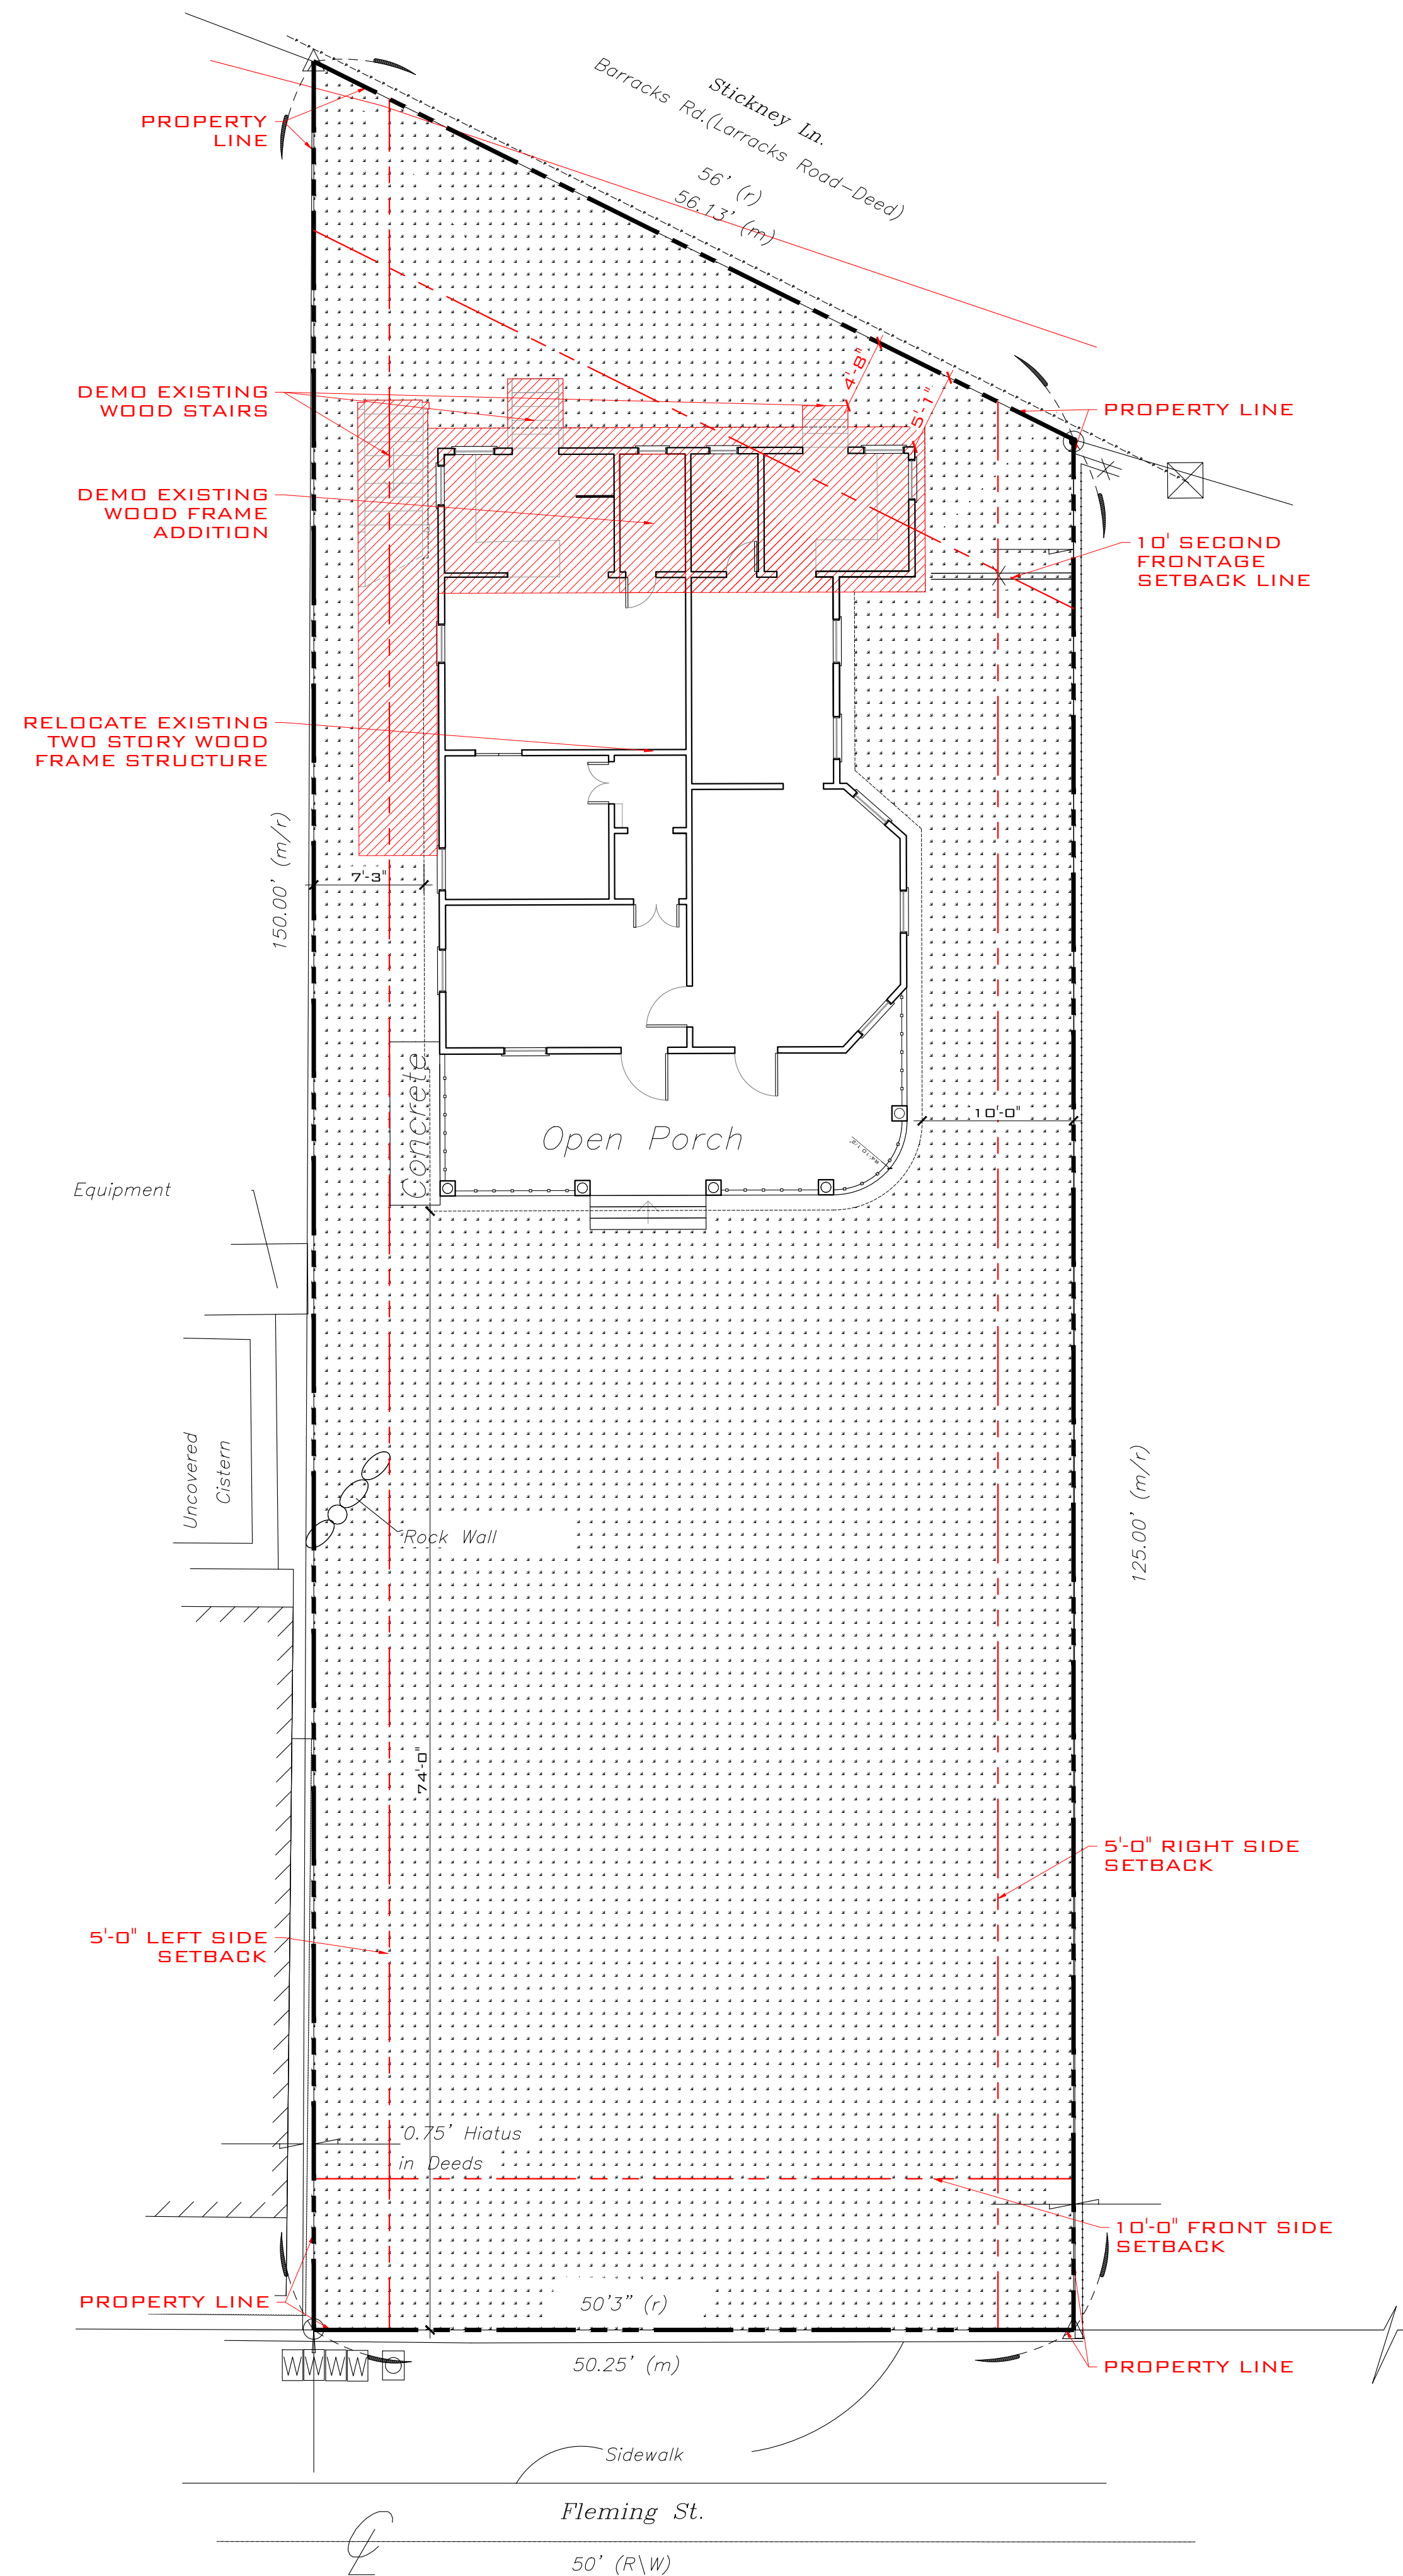 Stickney Ln.
Barracks Rd.(Larracks Road-Deed)
56' (r)
56.13' (m)
PROPERTY
LINE
4'-8"
5'-1"
DEMO EXISTING
WOOD STAIRS
PROPERTY LINE
DEMO EXISTING
WOOD FRAME
ADDITION
10' SECOND
FRONTAGE
SETBACK LINE
RELOCATE EXISTING
TWO STORY WOOD
FRAME STRUCTURE
150.00' (m/r)
7'-3"
Concrete
Open Porch
10'-0"
Equipment
Uncovered
Cistern
Rock Wall
125.00' (m/r)
74'-0"
5'-0" RIGHT SIDE
SETBACK
5'-0" LEFT SIDE
SETBACK
0.75' Hiatus
in Deeds
10'-0" FRONT SIDE
SETBACK
PROPERTY LINE
50'3" (r)
50.25' (m)
PROPERTY LINE
W W W W
Sidewalk
Fleming St.
50' (R\W)